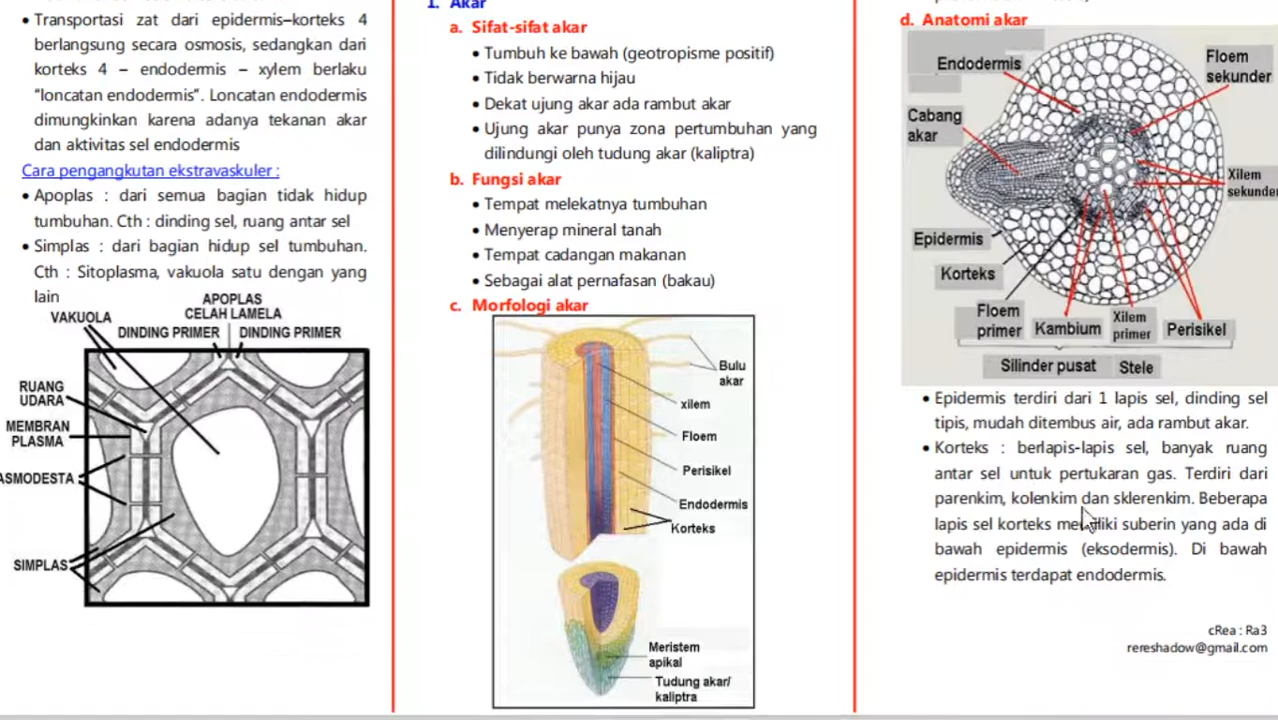 • Transportasi zat dari epidermis–korteks 4
berlangsung secara osmosis, sedangkan dari
korteks 4 – endodermis – xylem berlaku
“loncatan endodermis”. Loncatan endodermis
dimungkinkan karena adanya tekanan akar
dan aktivitas sel endodermis
Cara pengangkutan ekstravaskuler :
• Apoplas : dari semua bagian tidak hidup
tumbuhan. Cth : dinding sel, ruang antar sel
• Simplas : dari bagian hidup sel tumbuhan.
Cth : Sitoplasma, vakuola satu dengan yang
lain
APOPLAS
CELAH LAMELA
VAKUOLA
DINDING PRIMER
DINDING PRIMER
RUANG
UDARA
MEMBRAN
PLASMA
ASMODESTA
SIMPLAS
1. Akar
a. Sifat-sifat akar
• Tumbuh ke bawah (geotropisme positif)
• Tidak berwarna hijau
• Dekat ujung akar ada rambut akar
• Ujung akar punya zona pertumbuhan yang
dilindungi oleh tudung akar (kaliptra)
b. Fungsi akar
• Tempat melekatnya tumbuhan
• Menyerap mineral tanah
• Tempat cadangan makanan
• Sebagai alat pernafasan (bakau)
c. Morfologi akar
Bulu
akar
xilem
Floem
Perisikel
Endodermis
Korteks
Meristem
apikal
Tudung akar/
kaliptra
d. Anatomi akar
Endodermis
Floem
sekunder
Cabang
akar
Xilem
sekunder
Epidermis
Korteks
Floem
primer
Kambium
Xilem
primer
Perisikel
Silinder pusat
Stele
• Epidermis terdiri dari 1 lapis sel, dinding sel
tipis, mudah ditembus air, ada rambut akar.
• Korteks : berlapis-lapis sel, banyak ruang
antar sel untuk pertukaran gas. Terdiri dari
parenkim, kolenkim dan sklerenkim. Beberapa
lapis sel korteks memiliki suberin yang ada di
bawah epidermis (eksodermis). Di bawah
epidermis terdapat endodermis.
cRea : Ra3
rereshadow@gmail.com